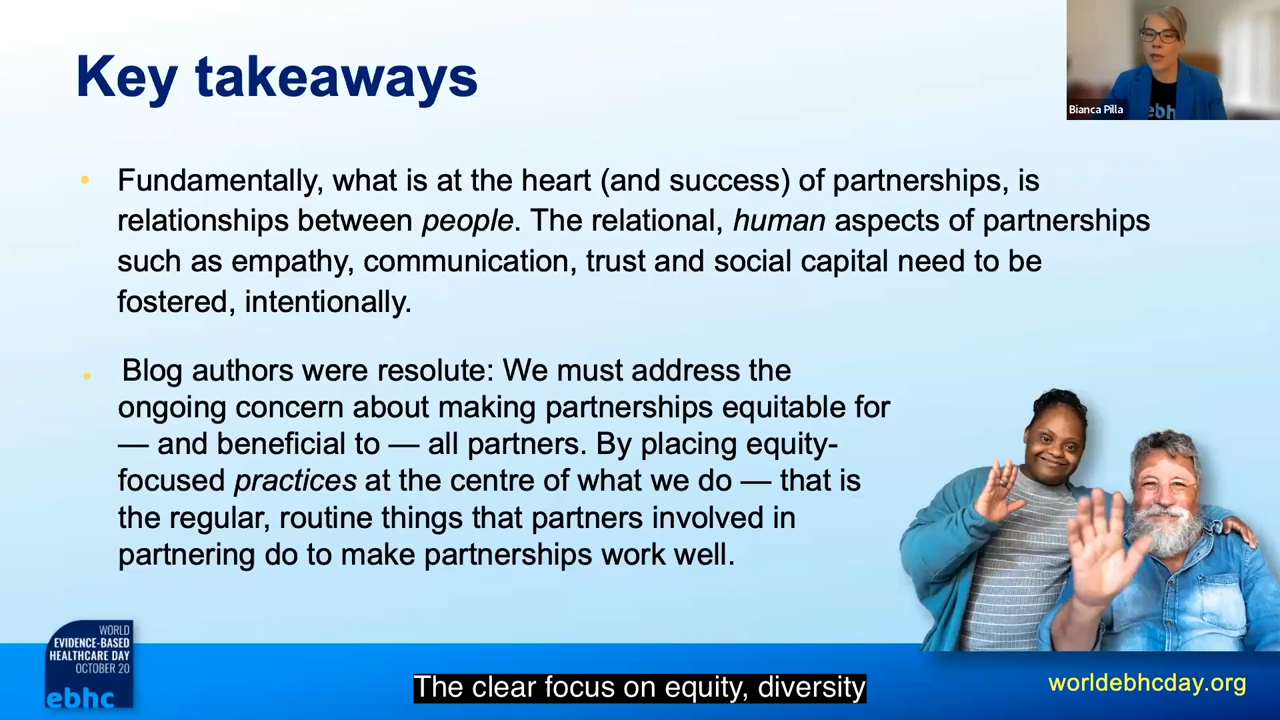 Key takeaways
Bianca Pilla
ebhc
• Fundamentally, what is at the heart (and success) of partnerships, is
relationships between people. The relational, human aspects of partnerships
such as empathy, communication, trust and social capital need to be
fostered, intentionally.
• Blog authors were resolute: We must address the
ongoing concern about making partnerships equitable for
— and beneficial to — all partners. By placing equity-
focused practices at the centre of what we do — that is
the regular, routine things that partners involved in
partnering do to make partnerships work well.
WORLD
EVIDENCE-BASED
HEALTHCARE DAY
OCTOBER 20
ebhc
The clear focus on equity, diversity
worldebhcday.org